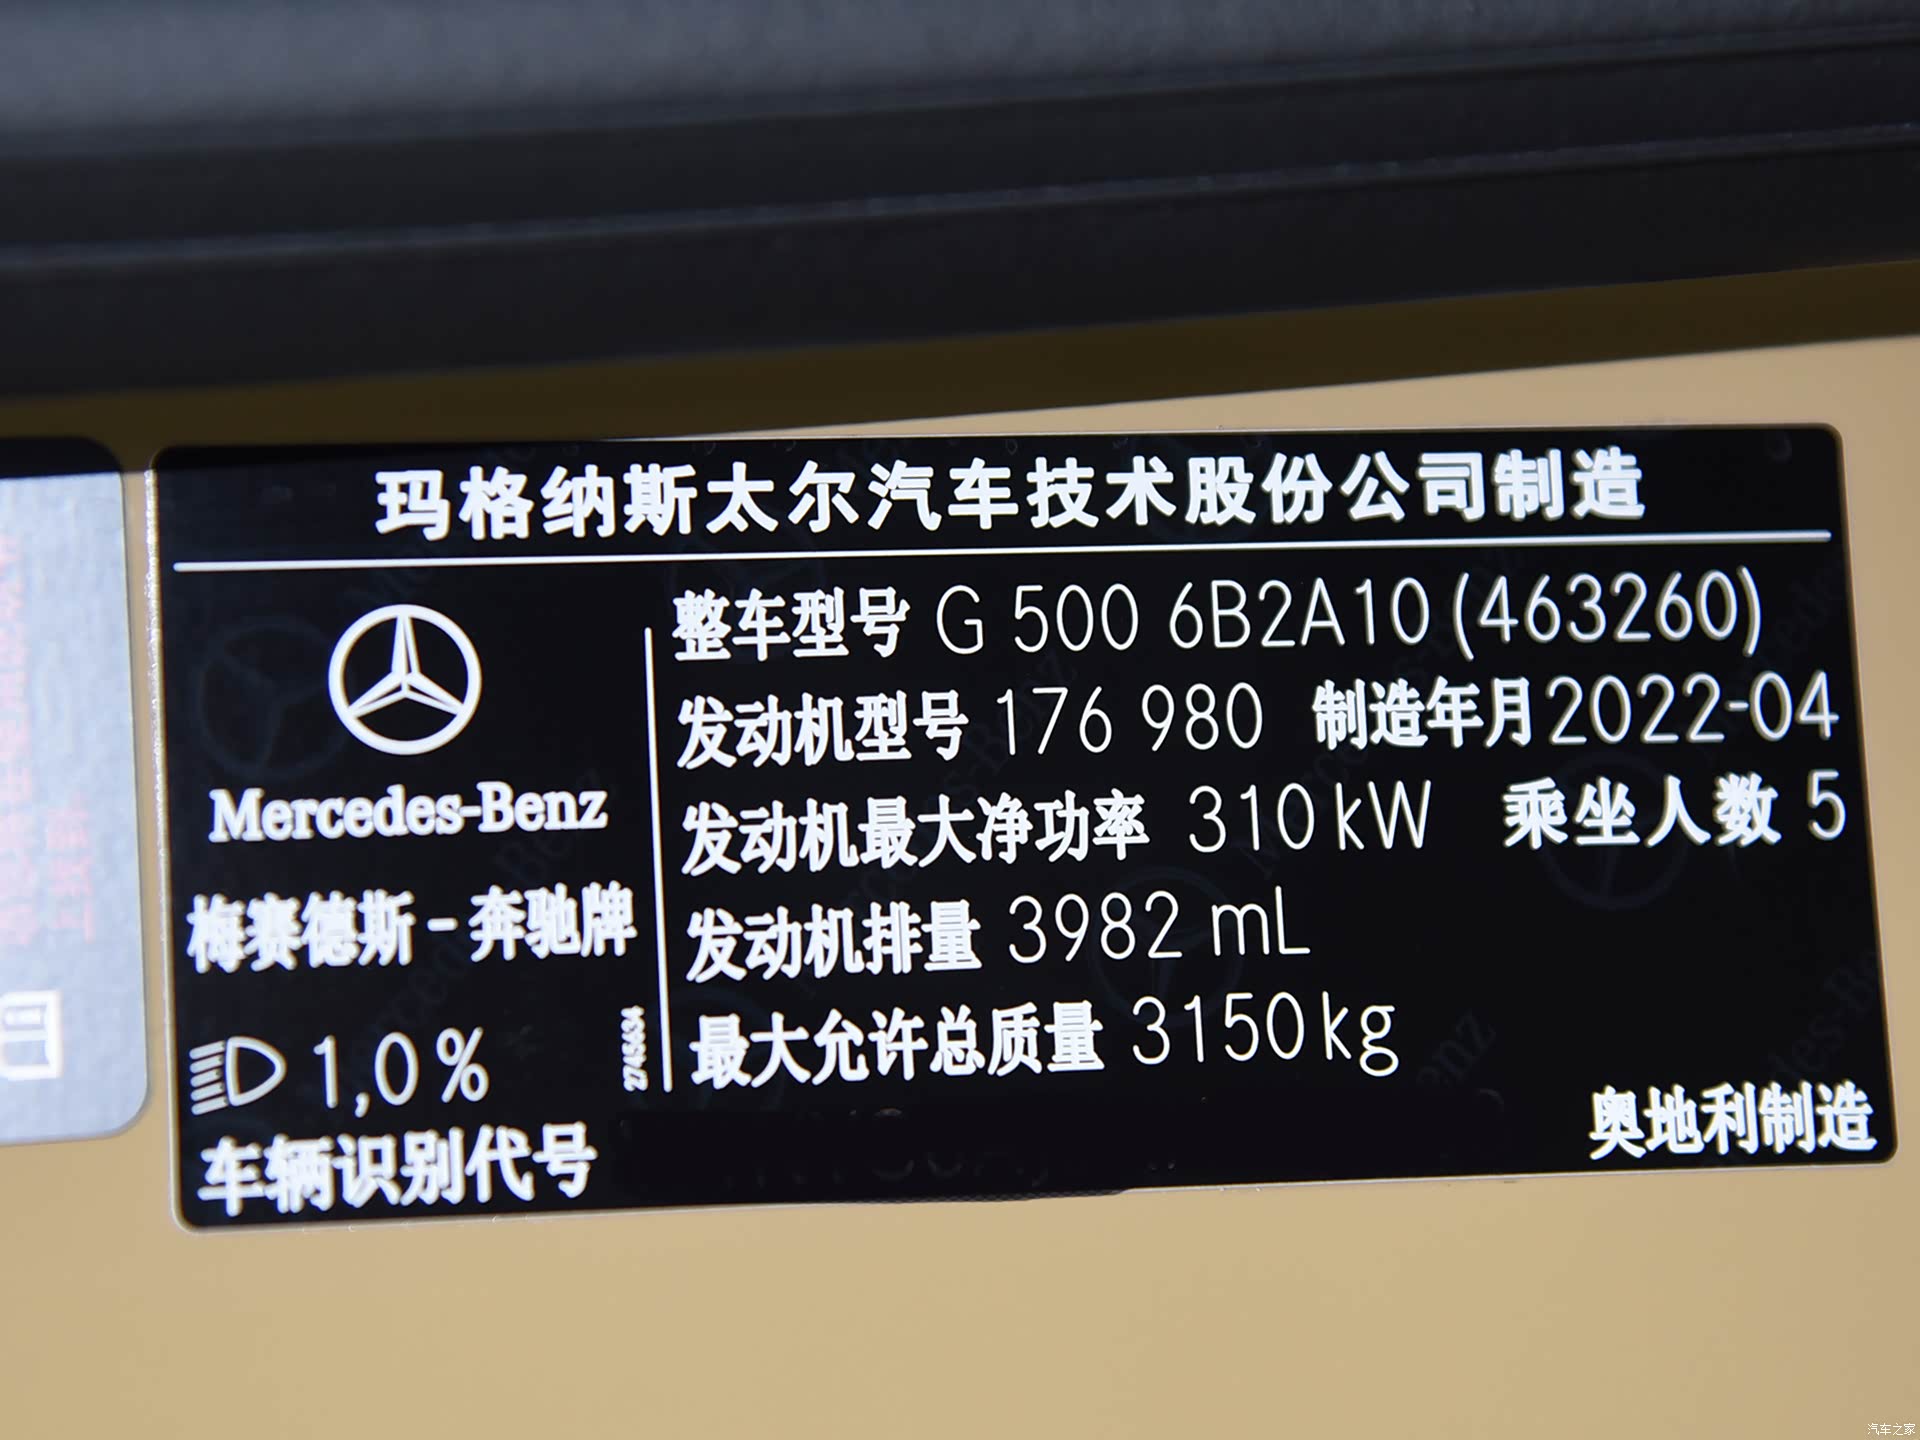 玛格纳斯太尔汽车技术股份公司制造
Mercedes-Benz
梅赛德斯-奔驰牌
1,0%
2745634
整车型号 G 500 6B2A10 (463260)
发动机型号 176 980 制造年月 2022-04
发动机最大净功率 310 kW 乘坐人数 5
发动机排量 3982 mL
最大允许总质量 3150 kg
车辆识别代号
奥地利制造
汽车之家